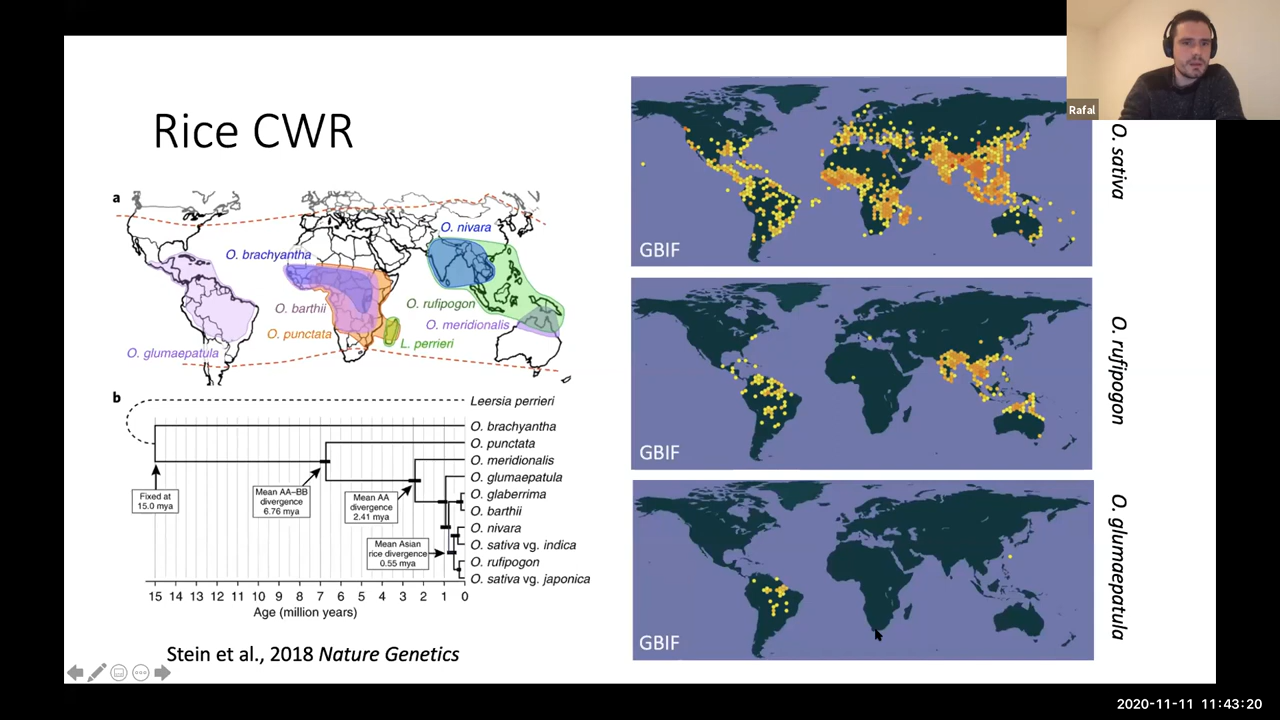 Rafal
Rice CWR
a
O. nivara
O. brachyantha
O. barthii
O. rufipogon
O. meridionalis
O. punctata
L. perrieri
O. glumaepatula
b
Leersia perrieri
O. brachyantha
O. punctata
O. meridionalis
O. glumaepatula
O. glaberrima
O. barthii
O. nivara
O. sativa vg. indica
O. rufipogon
O. sativa vg. japonica
Fixed at
15.0 mya
Mean AA–BB
divergence
6.76 mya
Mean AA
divergence
2.41 mya
Mean Asian
rice divergence
0.55 mya
15 14 13 12 11 10 9 8 7 6 5 4 3 2 1 0
Age (million years)
Stein et al., 2018 Nature Genetics
GBIF
O. sativa
GBIF
O. rufipogon
GBIF
O. glumaepatula
2020-11-11 11:43:20